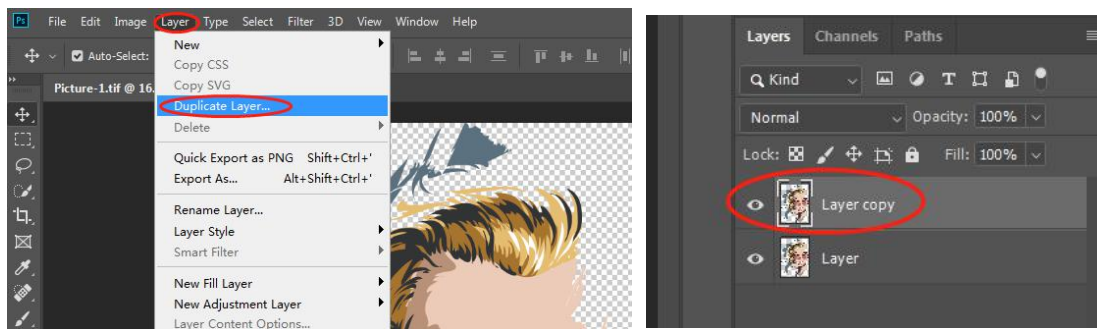 Ps File Edit Image Layer Type Select Filter 3D View Window Help
Auto-Select:
Picture-1.tif @ 16.
New
Copy CSS
Copy SVG
Duplicate Layer...
Delete
Quick Export as PNG Shift+Ctrl+'
Export As... Alt+Shift+Ctrl+'
Rename Layer...
Layer Style
Smart Filter
New Fill Layer
New Adjustment Layer
Layer Content Options...
Layers Channels Paths
Kind
Normal Opacity: 100%
Lock: Fill: 100%
Layer copy
Layer